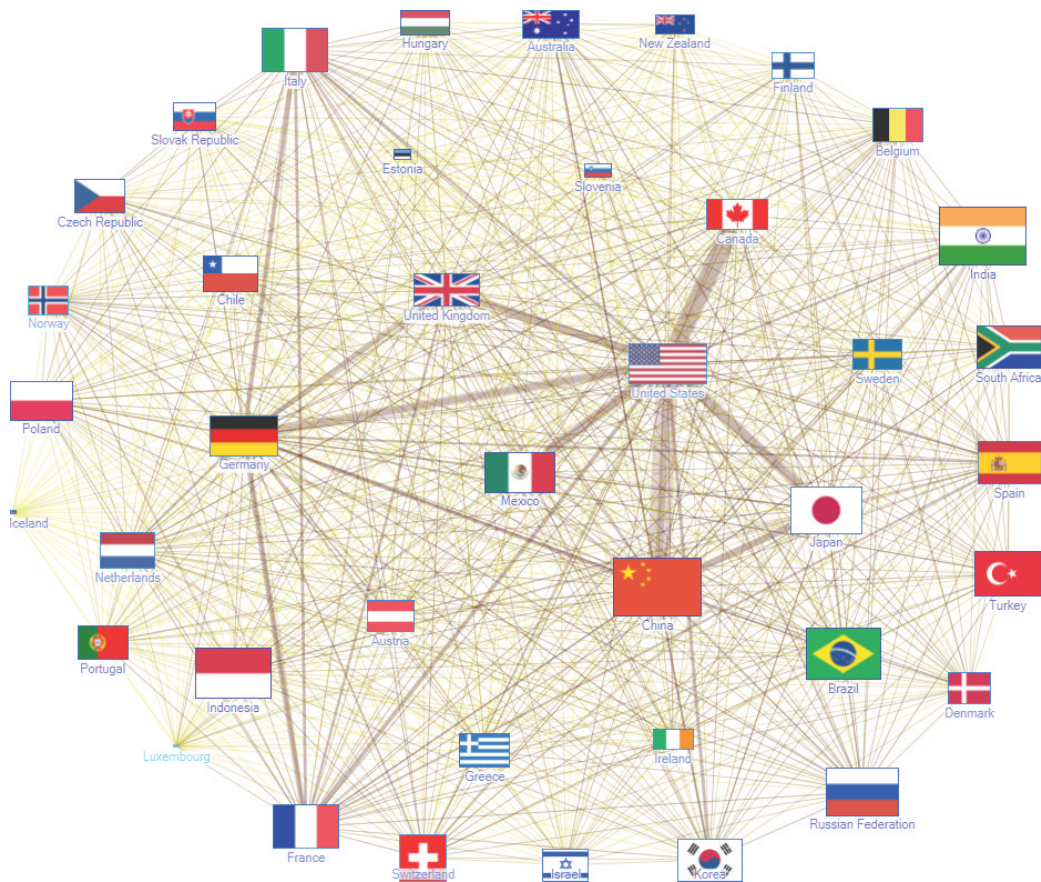 Hungary
Australia
New Zealand
Italy
Finland
Slovak Republic
Belgium
Estonia
Slovenia
Czech Republic
Canada
India
Chile
United Kingdom
Norway
South Africa
Sweden
United States
Poland
Germany
Spain
Mexico
Iceland
Japan
Netherlands
Turkey
China
Austria
Portugal
Brazil
Indonesia
Denmark
Luxembourg
Ireland
Greece
Russian Federation
France
Switzerland
Israel
Korea